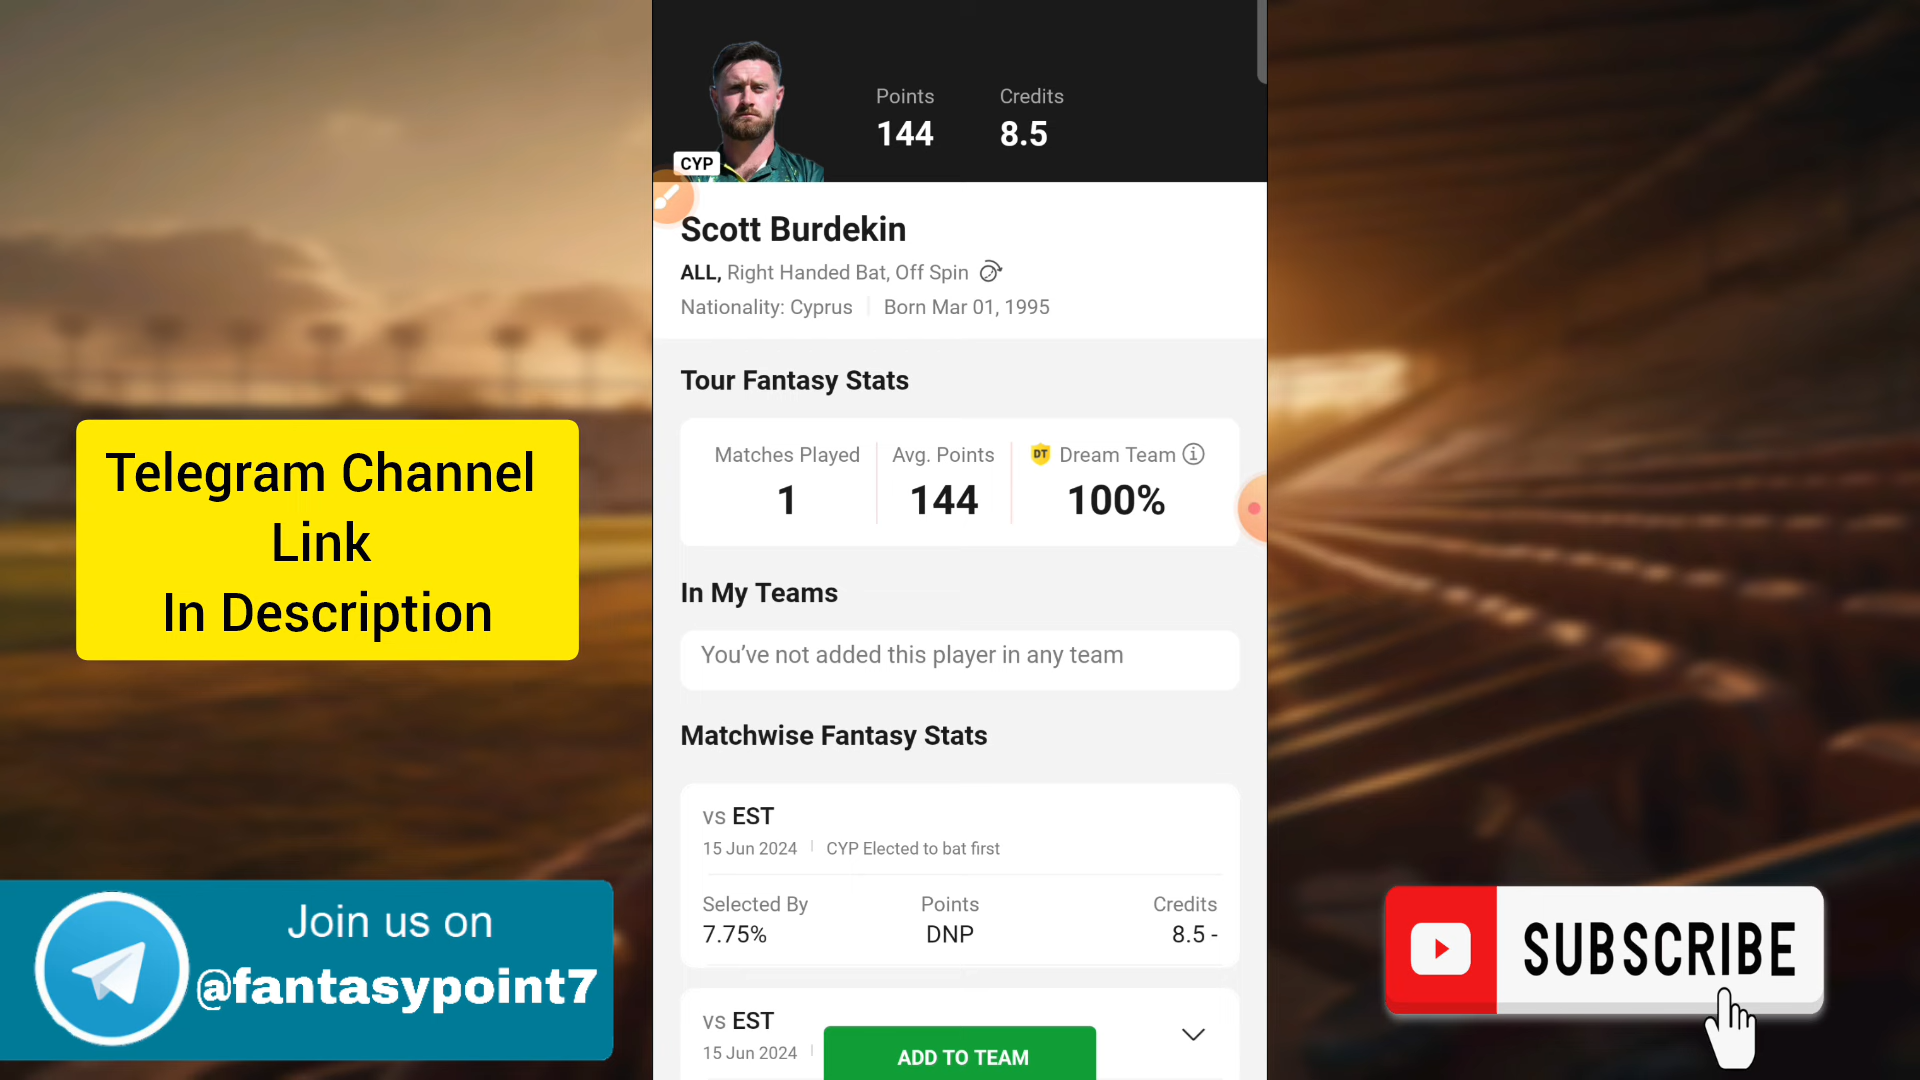 Points
Credits
144
8.5
CYP
Scott Burdekin
ALL, Right Handed Bat, Off Spin
Nationality: Cyprus
Born Mar 01, 1995
Tour Fantasy Stats
Matches Played
Avg. Points
DT Dream Team
1
144
100%
In My Teams
You’ve not added this player in any team
Matchwise Fantasy Stats
vs EST
15 Jun 2024
CYP Elected to bat first
Selected By
Points
Credits
7.75%
DNP
8.5 -
vs EST
15 Jun 2024
ADD TO TEAM
Telegram Channel
Link
In Description
Join us on
@fantasypoint7
SUBSCRIBE